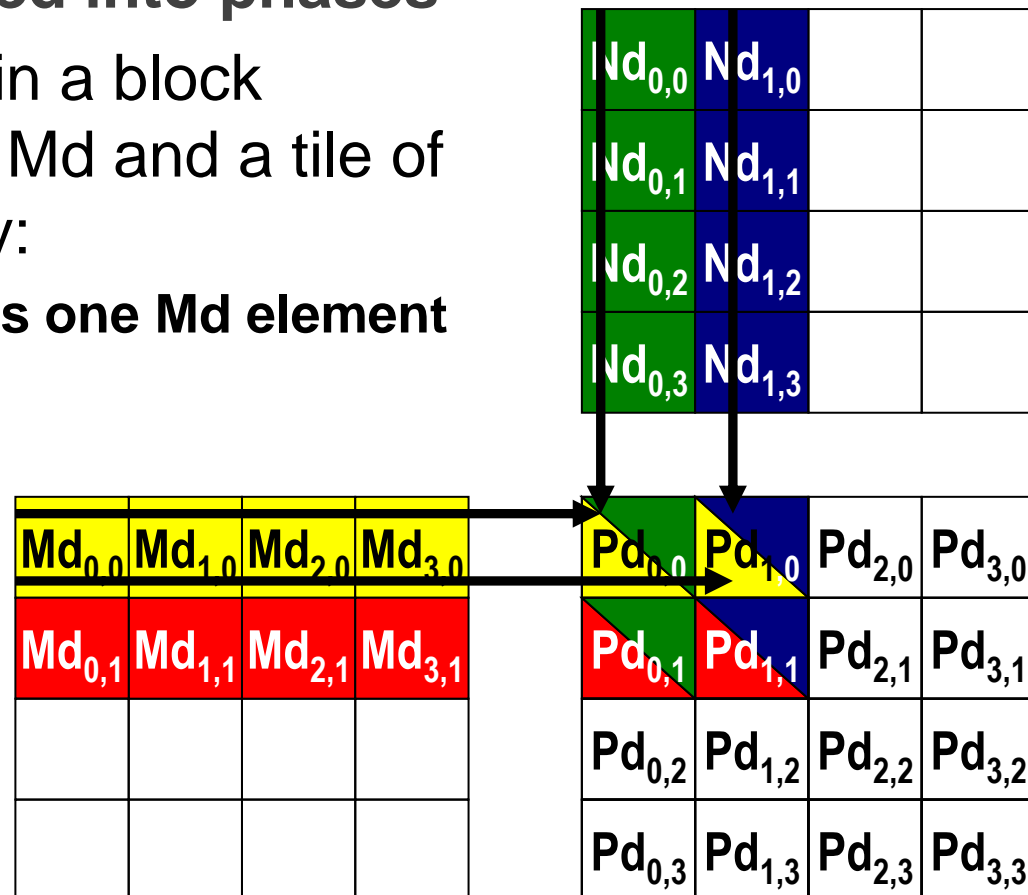 ed into phases
in a block
Md and a tile of
y:
s one Md element
Nd0,0 Nd1,0
Nd0,1 Nd1,1
Nd0,2 Nd1,2
Nd0,3 Nd1,3
Md0,0 Md1,0 Md2,0 Md3,0 Pd0,0 Pd1,0 Pd2,0 Pd3,0
Md0,1 Md1,1 Md2,1 Md3,1 Pd0,1 Pd1,1 Pd2,1 Pd3,1
Pd0,2 Pd1,2 Pd2,2 Pd3,2
Pd0,3 Pd1,3 Pd2,3 Pd3,3